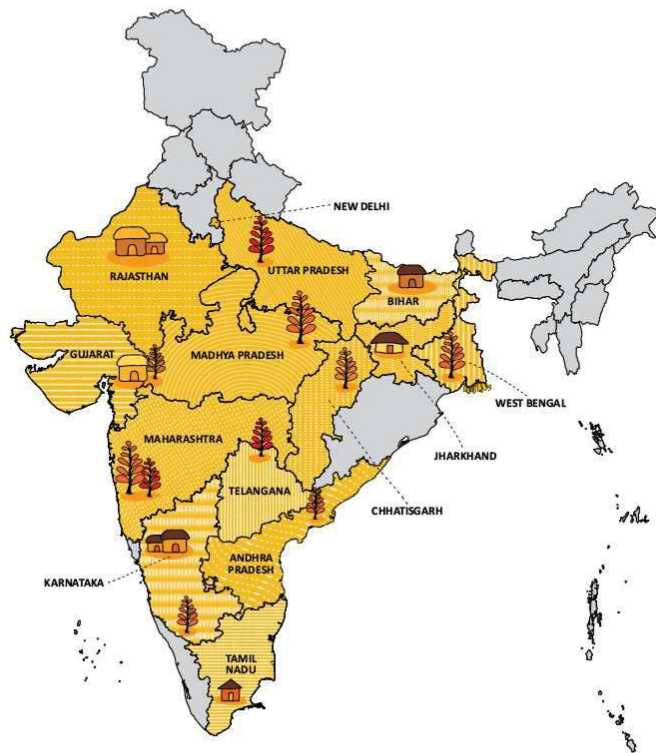 NEW DELHI
RAJASTHAN
UTTAR PRADESH
BIHAR
GUJARAT
MADHYA PRADESH
WEST BENGAL
MAHARASHTRA
JHARKHAND
TELANGANA
CHHATISGARH
ANDHRA
PRADESH
KARNATAKA
TAMIL
NADU